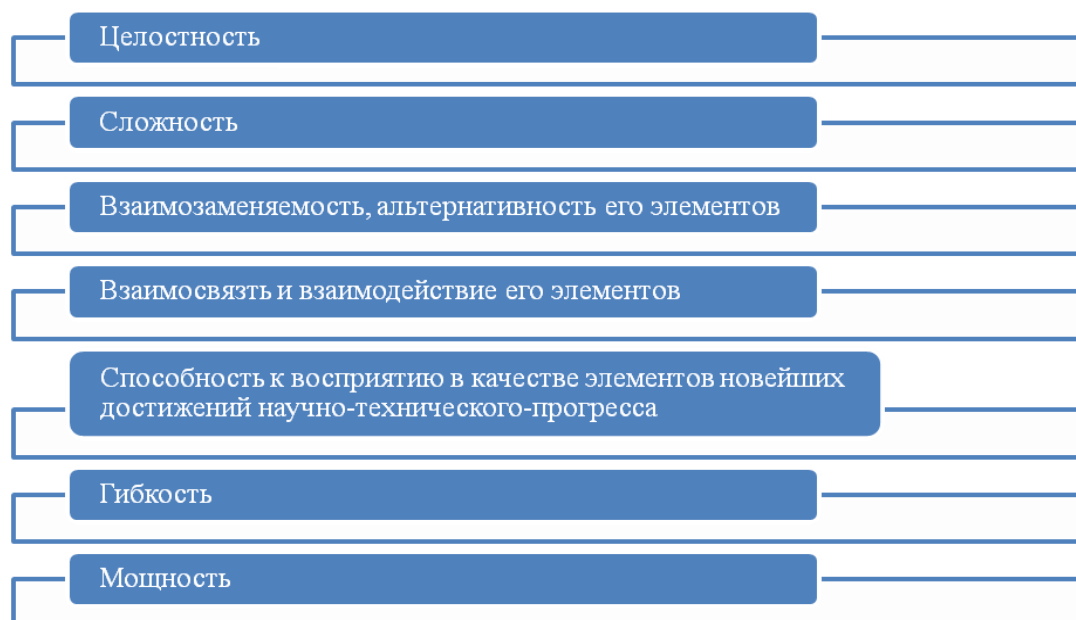 Целостность
Сложность
Взаимозаменяемость, альтернативность его элементов
Взаимосвязть и взаимодействие его элементов
Способность к восприятию в качестве элементов новейших
достижений научно-технического-прогресса
Гибкость
Мощность